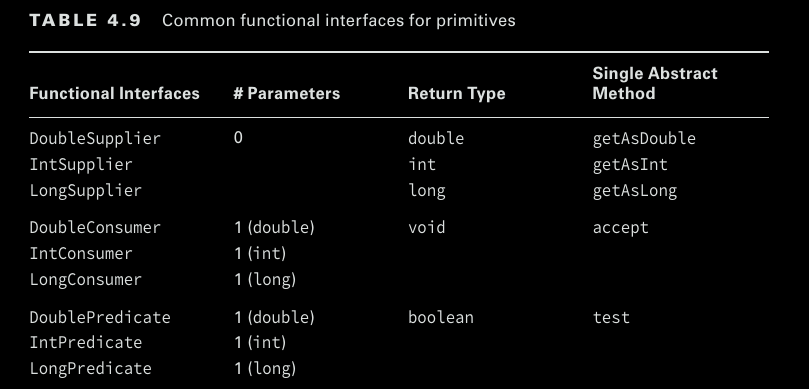 TABLE 4.9 Common functional interfaces for primitives
Functional Interfaces # Parameters Return Type Single Abstract Method
DoubleSupplier 0 double getAsDouble
IntSupplier int getAsInt
LongSupplier long getAsLong
DoubleConsumer 1 (double) void accept
IntConsumer 1 (int)
LongConsumer 1 (long)
DoublePredicate 1 (double) boolean test
IntPredicate 1 (int)
LongPredicate 1 (long)